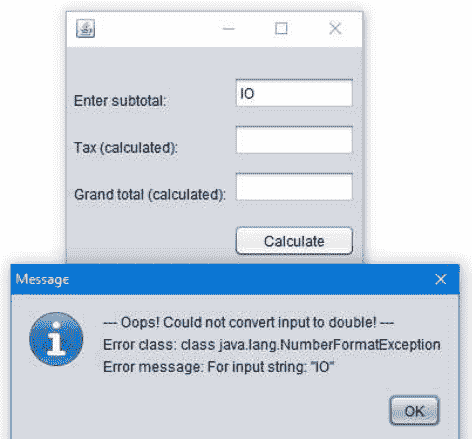 Enter subtotal:
IO
Tax (calculated):
Grand total (calculated):
Calculate
Message
--- Oops! Could not convert input to double! ---
Error class: class java.lang.NumberFormatException
Error message: For input string: "IO"
OK